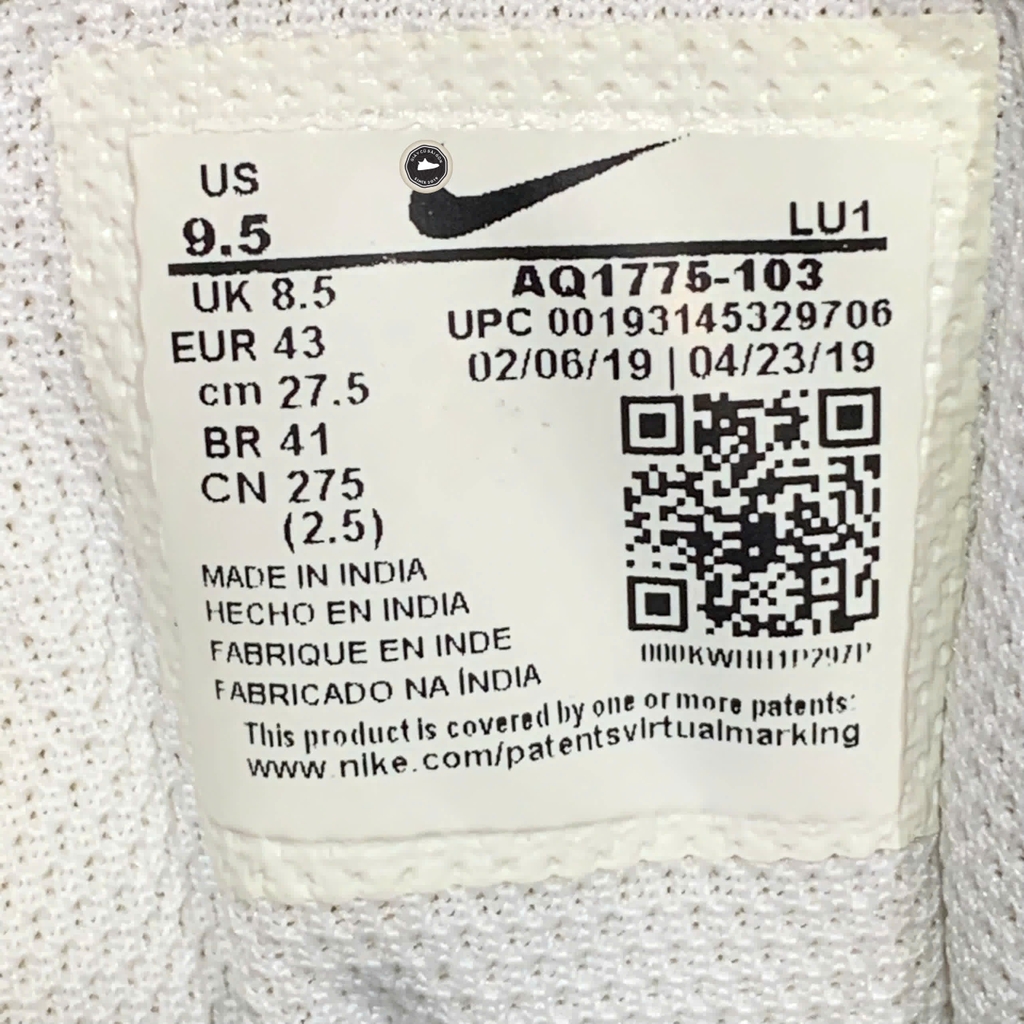 US
9.5
LU1
UK 8.5
AQ1775-103
EUR 43
UPC 00193145329706
cm 27.5
02/06/19 | 04/23/19
BR 41
CN 275
(2.5)
MADE IN INDIA
HECHO EN INDIA
FABRIQUE EN INDE
FABRICADO NA ÍNDIA
This product is covered by one or more patents:
www.nike.com/patentsvirtualmarking